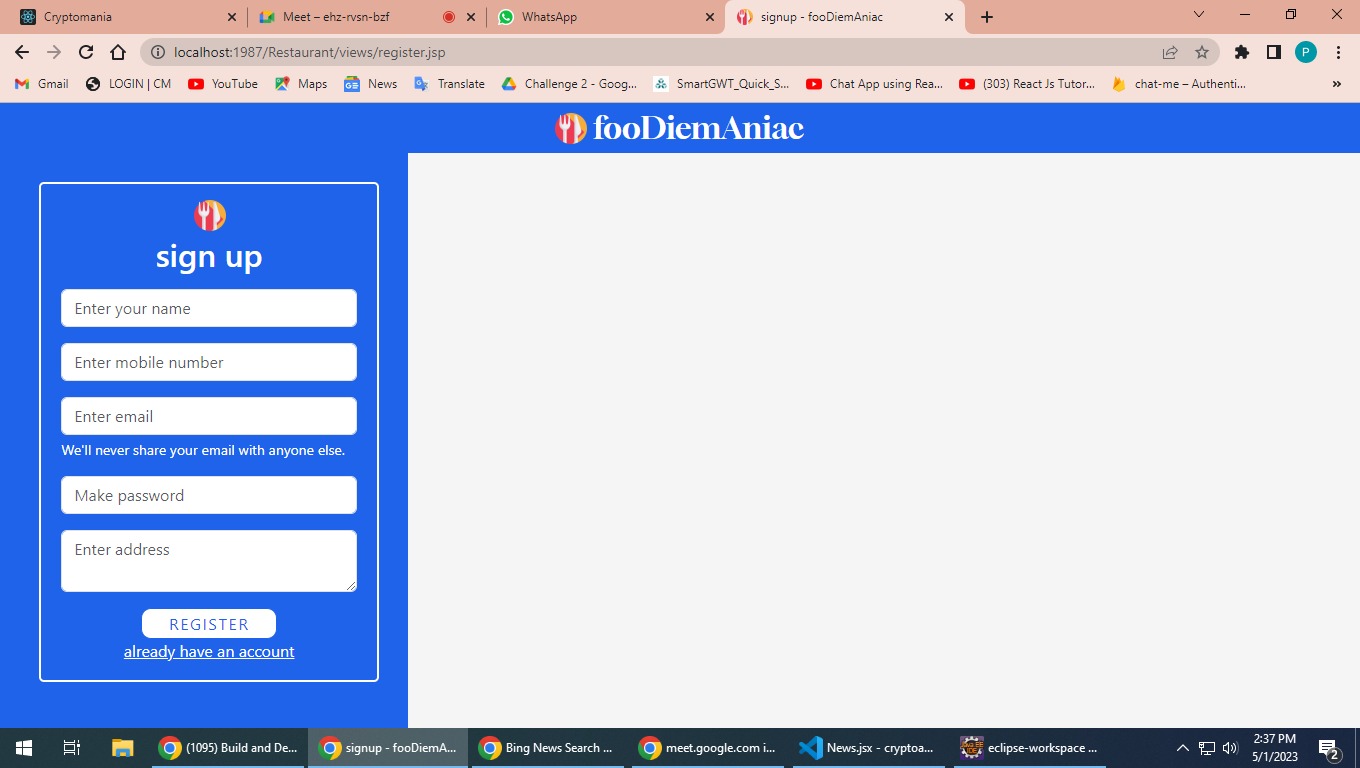 Cryptomania
Meet – ehz-rvsn-bzf
WhatsApp
signup - fooDiemAniac
localhost:1987/Restaurant/views/register.jsp
P
Gmail
LOGIN | CM
YouTube
Maps
News
Translate
Challenge 2 - Goog...
SmartGWT_Quick_S...
Chat App using Rea...
(303) React Js Tutor...
chat-me – Authenti...
»
fooDiemAniac
sign up
Enter your name
Enter mobile number
Enter email
We'll never share your email with anyone else.
Make password
Enter address
REGISTER
already have an account
(1095) Build and De...
signup - fooDiemA...
Bing News Search ...
meet.google.com i...
News.jsx - cryptoa...
eclipse-workspace ...
2:37 PM
5/1/2023
2